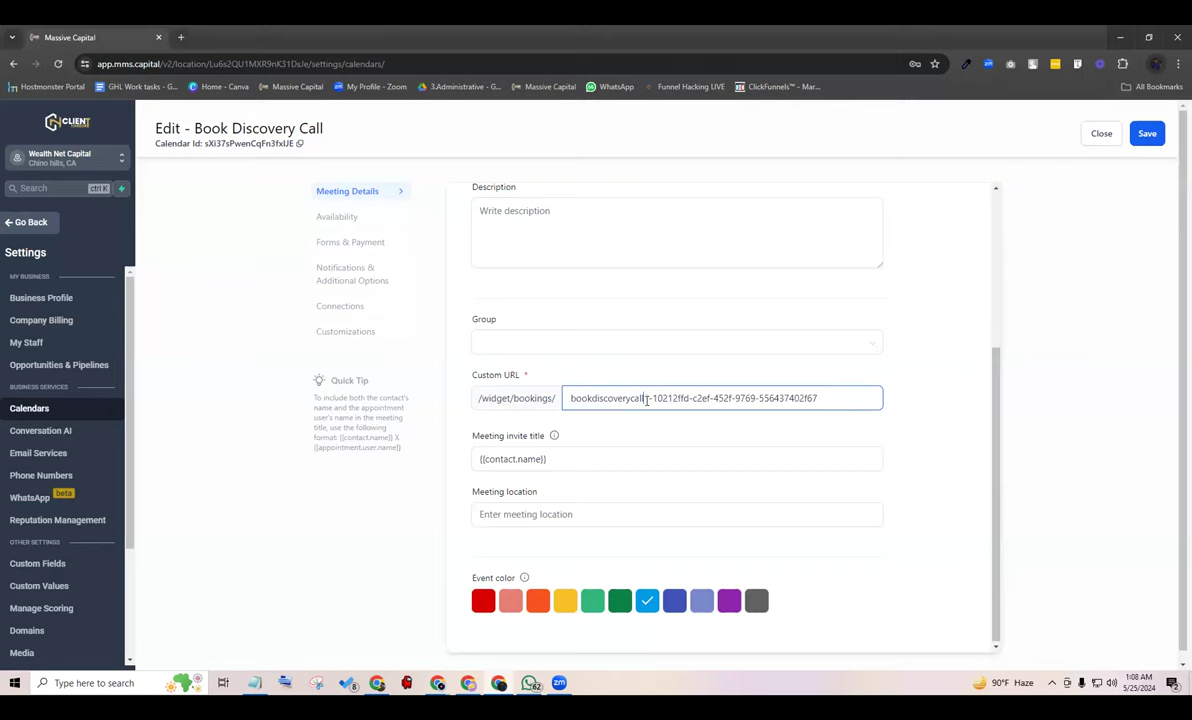 Massive Capital
app.mms.capital/v2/location/Lu6s2QU1MXR9nK31DsJe/settings/calendars/
Hostmonster Portal
GHL Work tasks - G...
Home - Canva
Massive Capital
My Profile - Zoom
3.Administrative - G...
Massive Capital
WhatsApp
Funnel Hacking LIVE
ClickFunnels™ - Mar...
All Bookmarks
CLIENT
Edit - Book Discovery Call
Calendar Id: sXi37sPwenCqFn3fxIJE
Close
Save
Wealth Net Capital
Chino hills, CA
Search
ctrl K
Go Back
Settings
MY BUSINESS
Business Profile
Company Billing
My Staff
Opportunities & Pipelines
BUSINESS SERVICES
Calendars
Conversation AI
Email Services
Phone Numbers
WhatsApp beta
Reputation Management
OTHER SETTINGS
Custom Fields
Custom Values
Manage Scoring
Domains
Media
Meeting Details
Availability
Forms & Payment
Notifications &
Additional Options
Connections
Customizations
Quick Tip
To include both the contact's
name and the appointment
user's name in the meeting
title, use the following
format: {{contact.name}} X
{{appointment.user.name}}
Description
Write description
Group
Custom URL *
/widget/bookings/
bookdiscoverycall-10212ffd-c2ef-452f-9769-556437402f67
Meeting invite title
{{contact.name}}
Meeting location
Enter meeting location
Event color
Type here to search
8
62
zm
90°F Haze
1:08 AM
5/25/2024
2